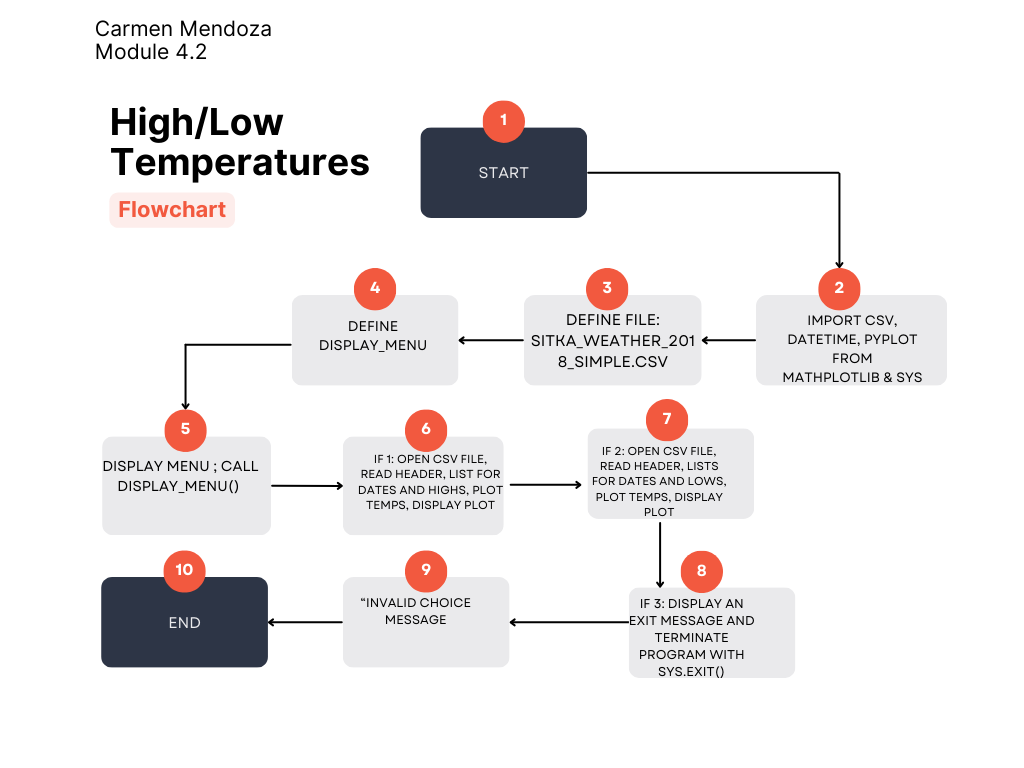 Carmen Mendoza
Module 4.2
High/Low
Temperatures
Flowchart
1
START
2
IMPORT CSV,
DATETIME, PYPLOT
FROM
MATHPLOTLIB & SYS
3
DEFINE FILE:
SITKA_WEATHER_201
8_SIMPLE.CSV
4
DEFINE
DISPLAY_MENU
5
DISPLAY MENU ; CALL
DISPLAY_MENU()
6
IF 1: OPEN CSV FILE,
READ HEADER, LIST FOR
DATES AND HIGHS, PLOT
TEMPS, DISPLAY PLOT
7
IF 2: OPEN CSV FILE,
READ HEADER, LISTS
FOR DATES AND LOWS,
PLOT TEMPS, DISPLAY
PLOT
8
IF 3: DISPLAY AN
EXIT MESSAGE AND
TERMINATE
PROGRAM WITH
SYS.EXIT()
9
“INVALID CHOICE
MESSAGE
10
END